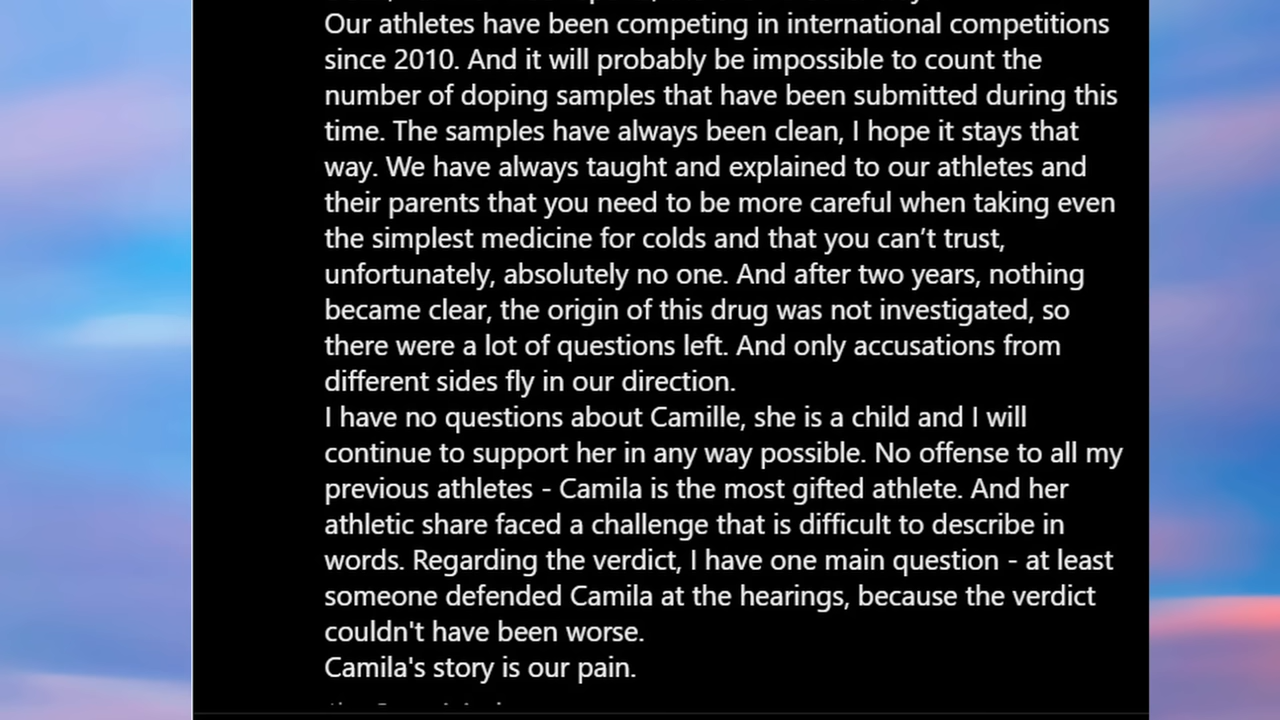 Our athletes have been competing in international competitions
since 2010. And it will probably be impossible to count the
number of doping samples that have been submitted during this
time. The samples have always been clean, I hope it stays that
way. We have always taught and explained to our athletes and
their parents that you need to be more careful when taking even
the simplest medicine for colds and that you can’t trust,
unfortunately, absolutely no one. And after two years, nothing
became clear, the origin of this drug was not investigated, so
there were a lot of questions left. And only accusations from
different sides fly in our direction.
I have no questions about Camille, she is a child and I will
continue to support her in any way possible. No offense to all my
previous athletes - Camila is the most gifted athlete. And her
athletic share faced a challenge that is difficult to describe in
words. Regarding the verdict, I have one main question - at least
someone defended Camila at the hearings, because the verdict
couldn't have been worse.
Camila's story is our pain.